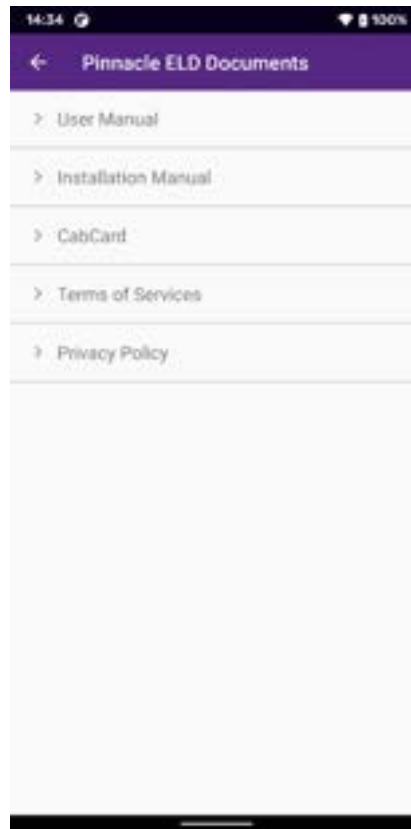 14:34 100%
Pinnacle ELD Documents
User Manual
Installation Manual
CabCard
Terms of Services
Privacy Policy